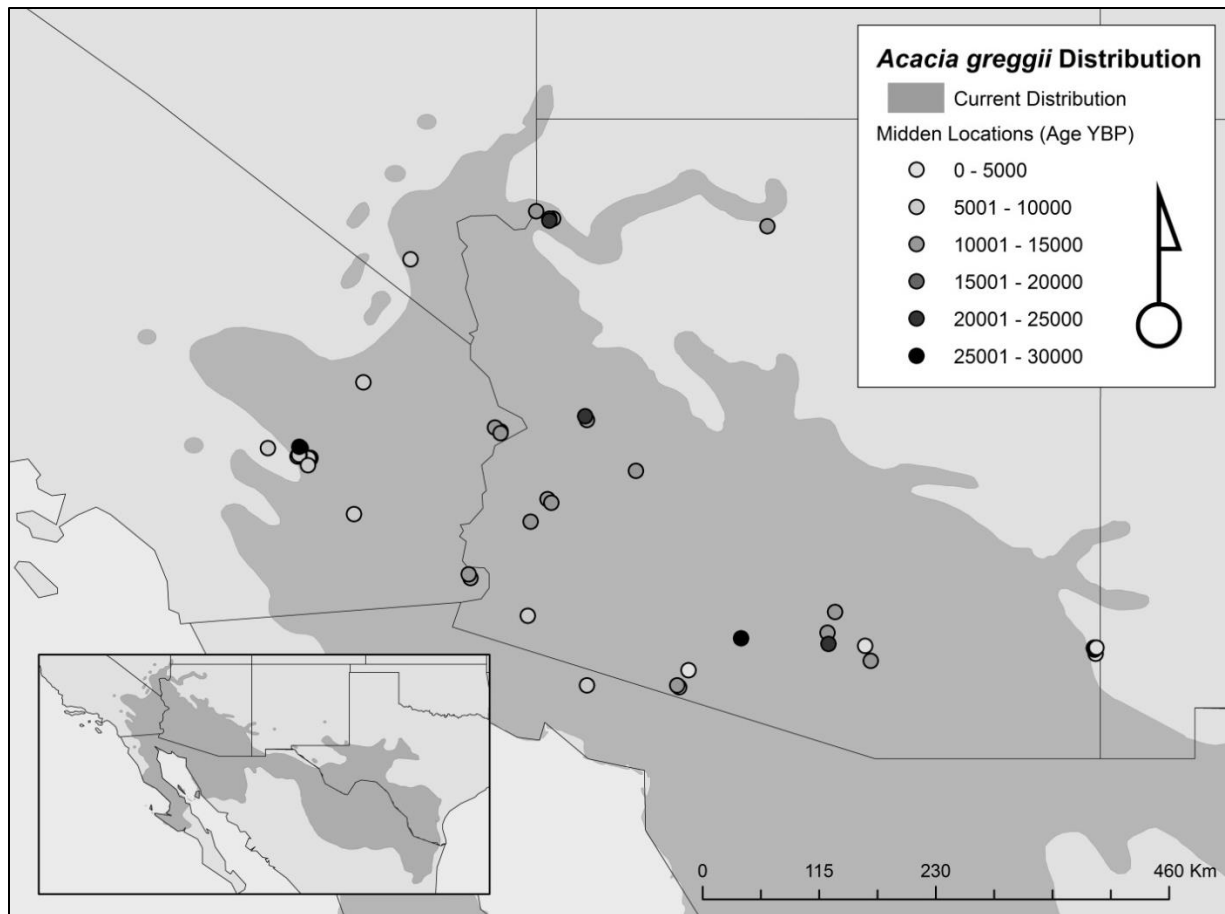 Acacia greggii Distribution
Current Distribution
Midden Locations (Age YBP)
0 - 5000
5001 - 10000
10001 - 15000
15001 - 20000
20001 - 25000
25001 - 30000
0 115 230 460 Km